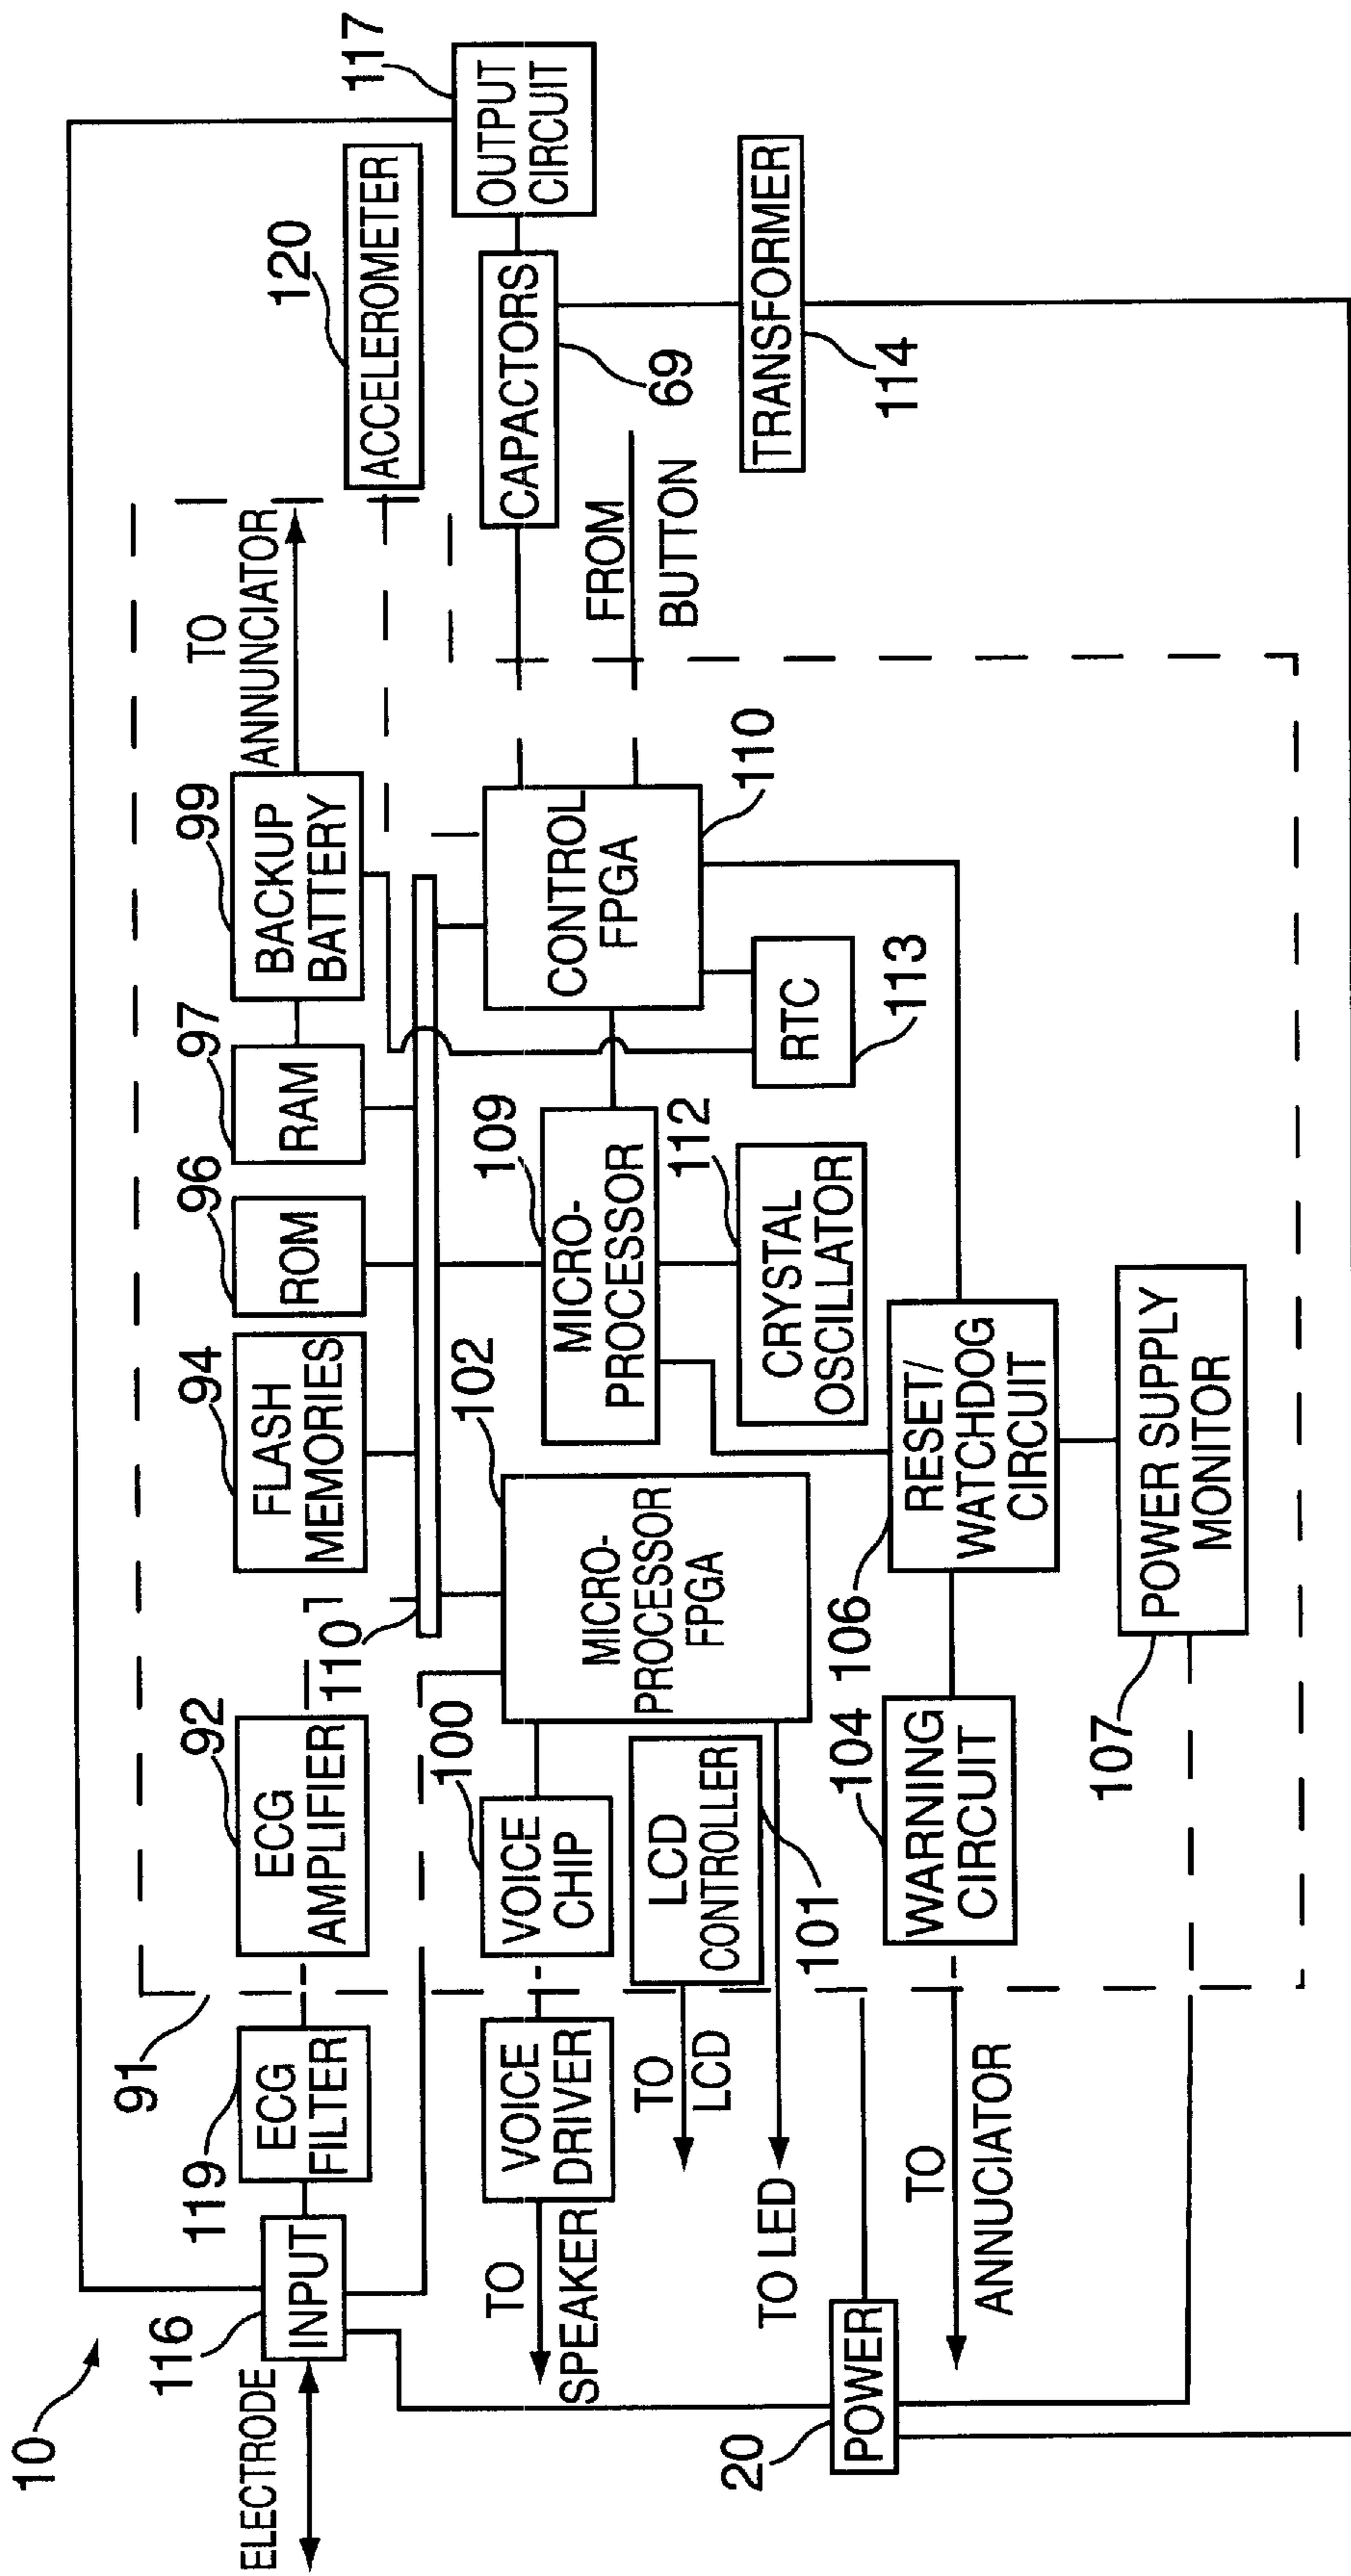 10
ELECTRODE
116
INPUT
119
ECG
FILTER
91
92
ECG
AMPLIFIER
110
94
FLASH
MEMORIES
96
ROM
97
RAM
99
BACKUP
BATTERY
TO
ANNUNCIATOR
120
ACCELEROMETER
117
OUTPUT
CIRCUIT
TO
SPEAKER
VOICE
DRIVER
100
VOICE
CHIP
102
MICRO-
PROCESSOR
FPGA
109
MICRO-
PROCESSOR
CONTROL
FPGA
110
CAPACTORS
69
FROM
BUTTON
TO
LCD
LCD
CONTROLLER
101
TO LED
112
CRYSTAL
OSCILLATOR
RTC
113
TRANSFORMER
114
20
POWER
TO
ANNUCIATOR
104
WARNING
CIRCUIT
106
RESET/
WATCHDOG
CIRCUIT
107
POWER SUPPLY
MONITOR